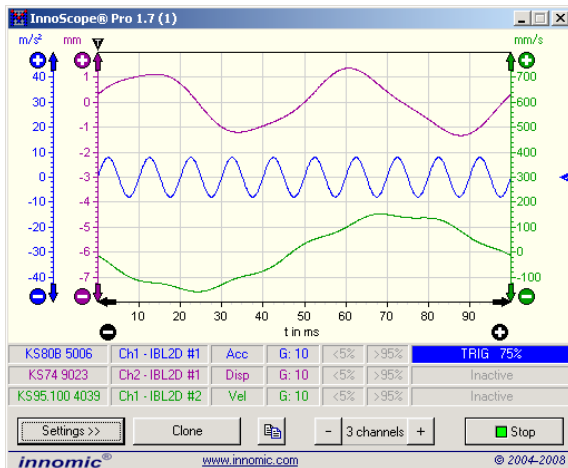 InnoScope® Pro 1.7 (1)
m/s² mm mm/s
40 1 700
30 0 600
20 -1 500
10 -2 400
0 -3 300
-10 -4 200
-20 -5 100
-30 -6 0
-40 -7 -100
0 10 20 30 40 50 60 70 80 90
t in ms
KS80B 5006 Ch1 - IBL2D #1 Acc G: 10 <5% >95% TRIG 75%
KS74 9023 Ch2 - IBL2D #1 Disp G: 10 <5% >95% Inactive
KS95.100 4039 Ch1 - IBL2D #2 Vel G: 10 <5% >95% Inactive
Settings >> Clone - 3 channels + Stop
innomic® www.innomic.com © 2004-2008